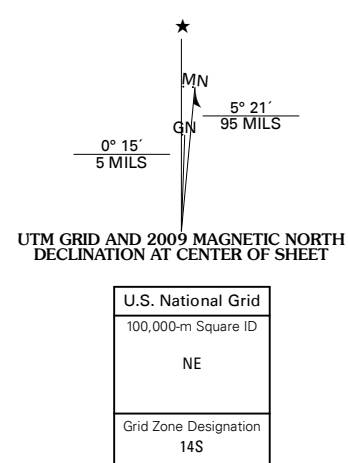 ★
MN
5° 21´
95 MILS
GN
0° 15´
5 MILS
UTM GRID AND 2009 MAGNETIC NORTH
DECLINATION AT CENTER OF SHEET
U.S. National Grid
100,000-m Square ID
NE
Grid Zone Designation
14S